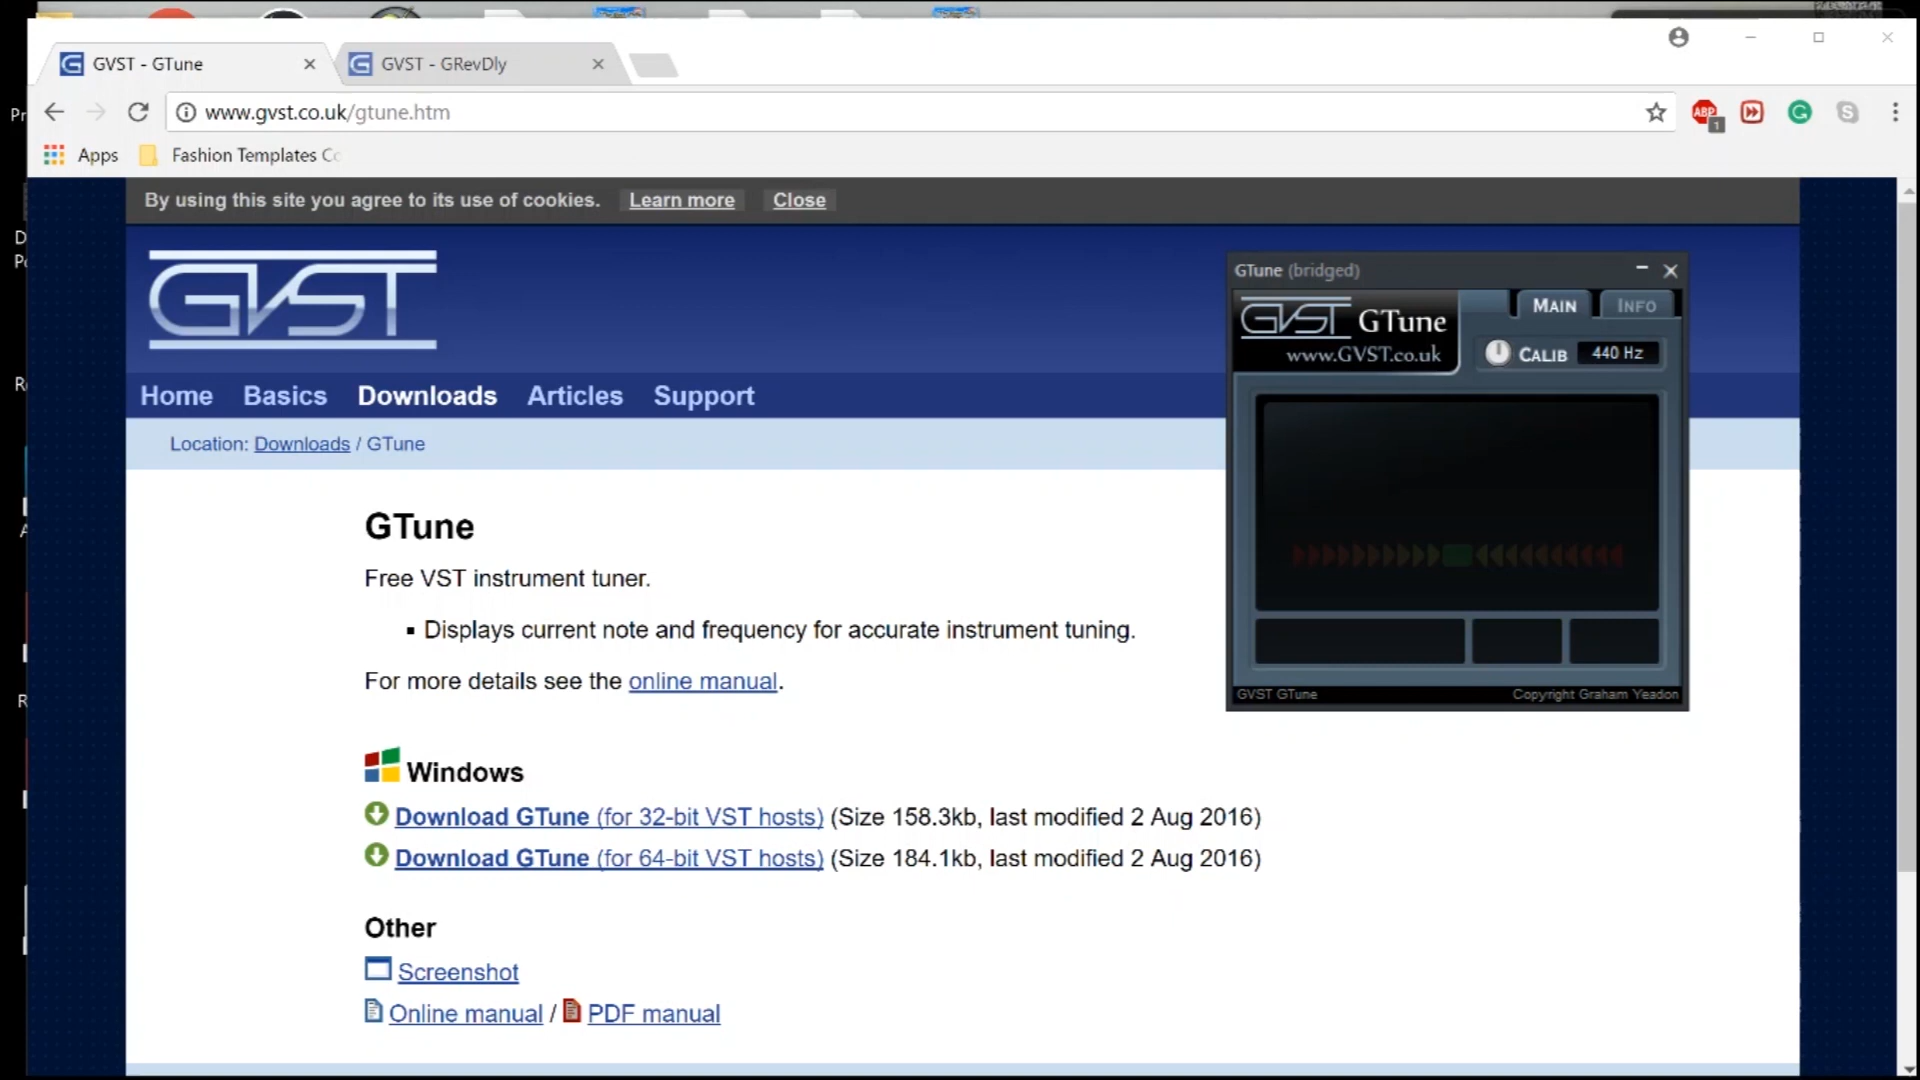 GVST - GTune
GVST - GRevDly
www.gvst.co.uk/gtune.htm
ABP
1
Apps
Fashion Templates Co
By using this site you agree to its use of cookies. Learn more Close
GVST
Home Basics Downloads Articles Support
Location: Downloads / GTune
GTune
Free VST instrument tuner.
▪ Displays current note and frequency for accurate instrument tuning.
For more details see the online manual.
Windows
Download GTune (for 32-bit VST hosts) (Size 158.3kb, last modified 2 Aug 2016)
Download GTune (for 64-bit VST hosts) (Size 184.1kb, last modified 2 Aug 2016)
Other
Screenshot
Online manual / PDF manual
GTune (bridged)
GVST GTune
www.GVST.co.uk
MAIN INFO
CALIB 440 Hz
GVST GTune
Copyright Graham Yeadon